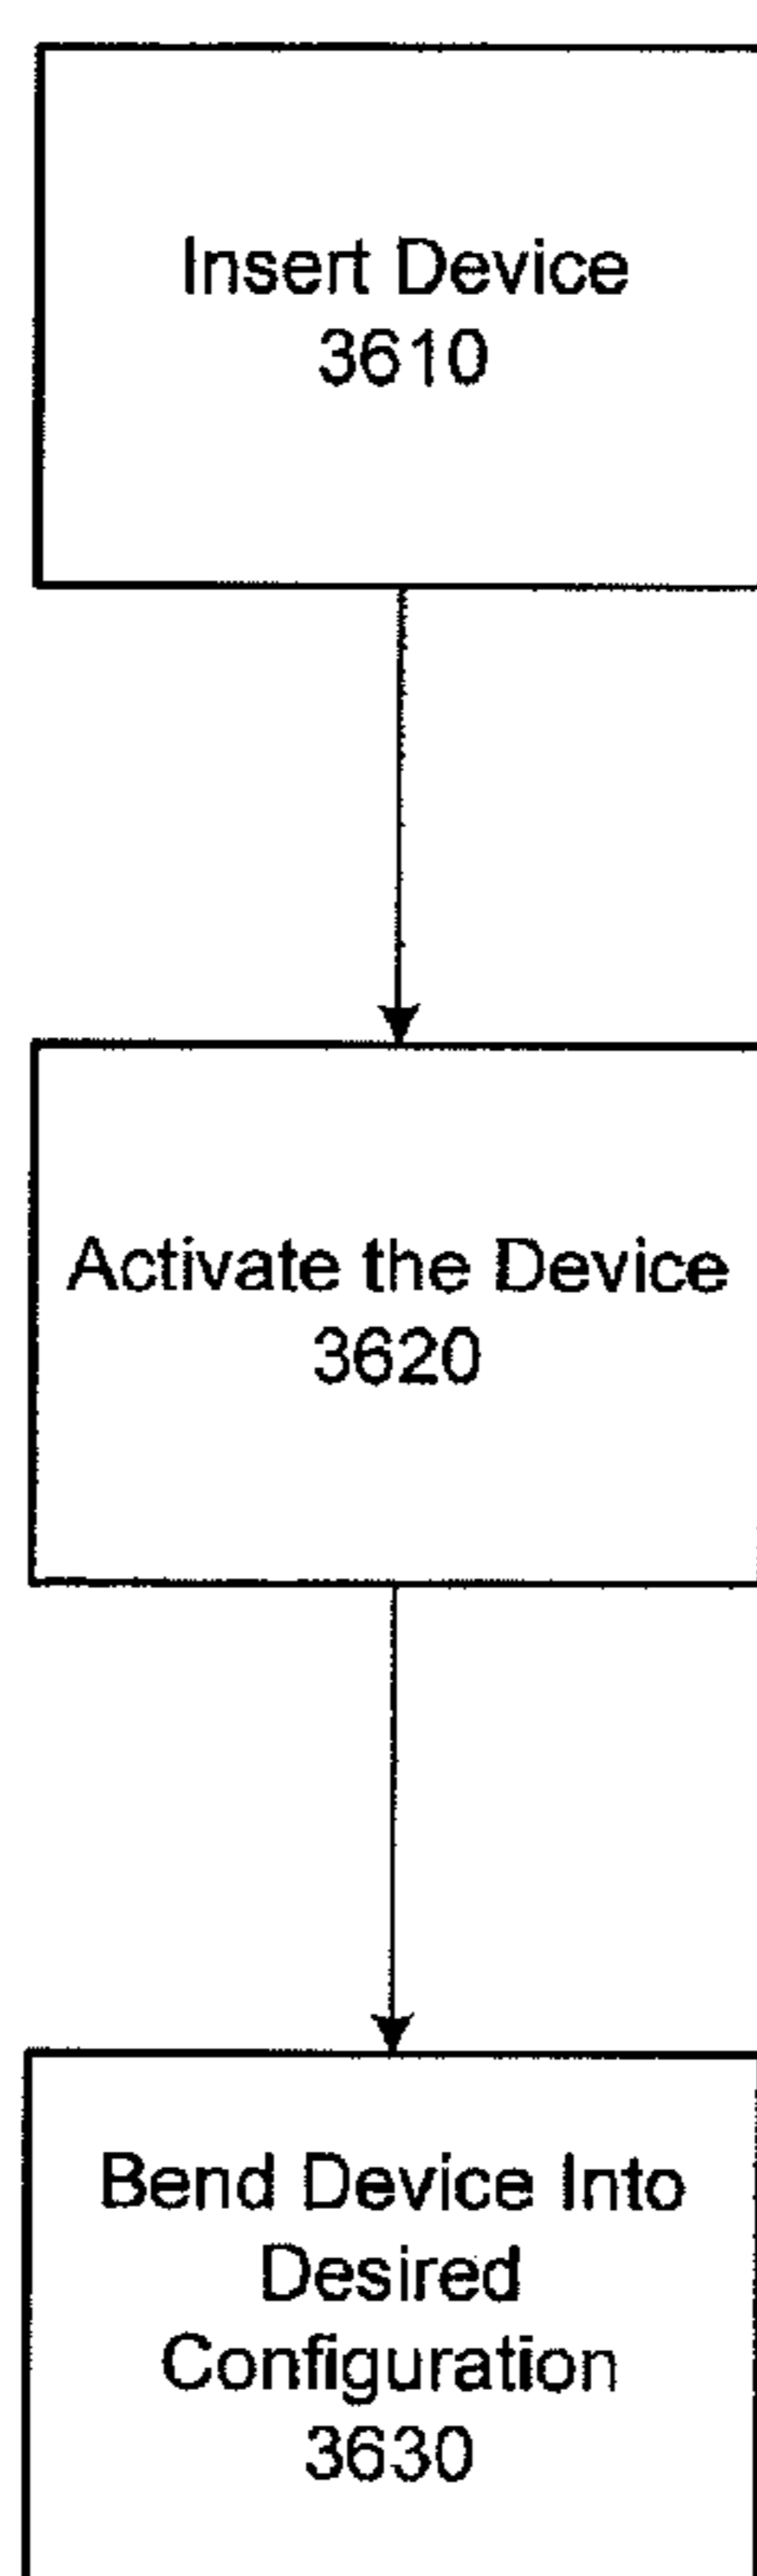 Insert Device
3610
Activate the Device
3620
Bend Device Into
Desired
Configuration
3630